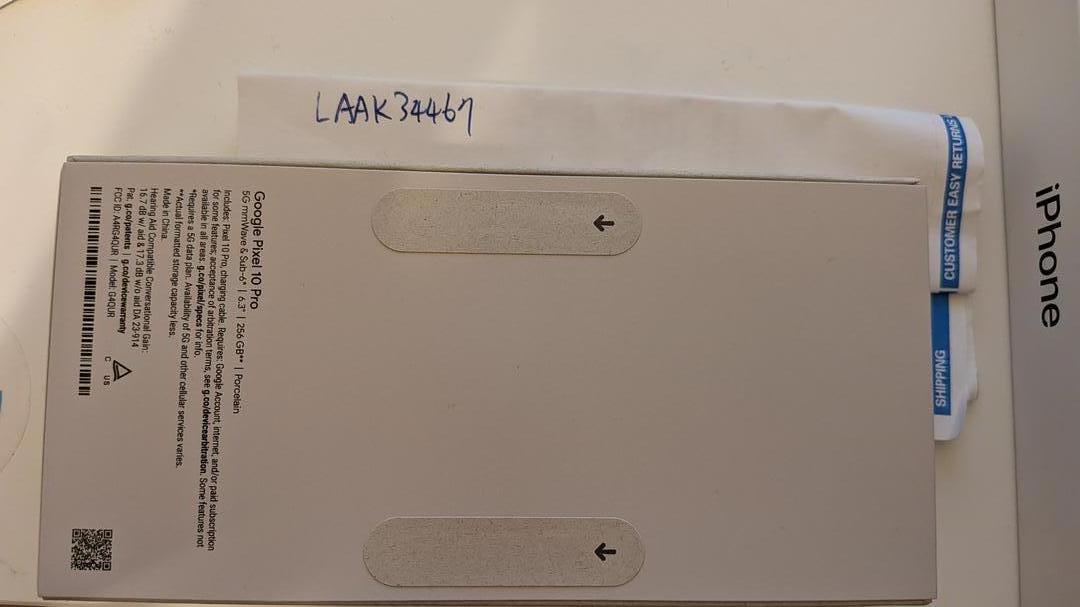 LAAK34467
CUSTOMER EASY RETURNS
SHIPPING
iPhone
Google Pixel 10 Pro
5G mmWave & Sub-6* | 6.3" | 256 GB** | Porcelain
Includes: Pixel 10 Pro, charging cable. Requires: Google Account, internet, and/or paid subscription
for some features; acceptance of arbitration terms, see g.co/devicearbitration. Some features not
available in all areas. g.co/pixel/specs for info.
*Requires a 5G data plan. Availability of 5G and other cellular services varies.
**Actual formatted storage capacity less.
Made in China.
Hearing Aid Compatible Conversational Gain:
16.7 dB w/ aid & 17.3 dB w/o aid DA 23-914
Pat. g.co/patents | g.co/devicewarranty
FCC ID: A4RG4QUR | Model: G4QUR
C US